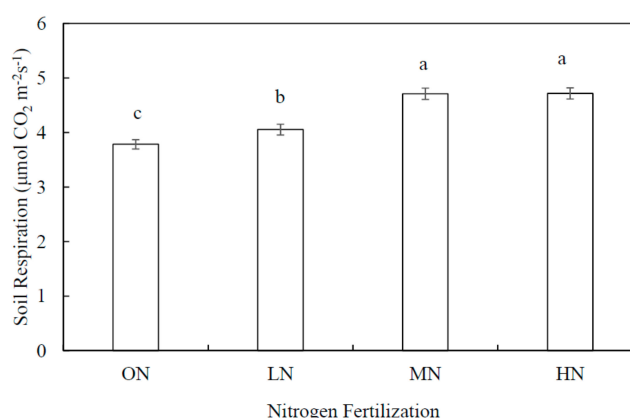 6
5
4
3
2
1
0
Soil Respiration (μmol CO₂ m⁻²s⁻¹)
c
b
a
a
ON LN MN HN
Nitrogen Fertilization